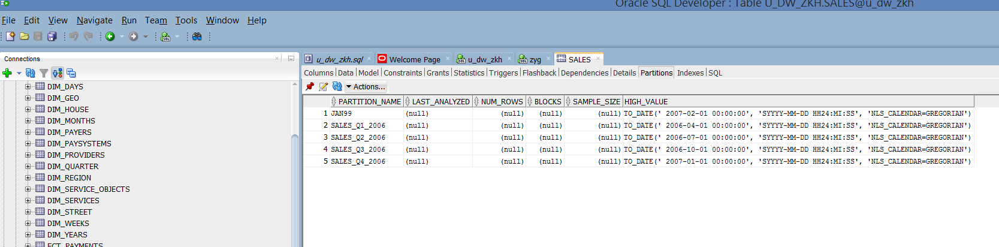 Oracle SQL Developer : Table U_DW_ZKH.SALES@u_dw_zkh
File Edit View Navigate Run Team Tools Window Help
Connections
DIM_DAYS
DIM_GEO
DIM_HOUSE
DIM_MONTHS
DIM_PAYERS
DIM_PAYSYSTEMS
DIM_PROVIDERS
DIM_QUARTER
DIM_REGION
DIM_SERVICE_OBJECTS
DIM_SERVICES
DIM_STREET
DIM_WEEKS
DIM_YEARS
FCT_PAYMENTS
u_dw_zkh.sql Welcome Page u_dw_zkh zyg SALES
Columns Data Model Constraints Grants Statistics Triggers Flashback Dependencies Details Partitions Indexes SQL
Actions...
PARTITION_NAME LAST_ANALYZED NUM_ROWS BLOCKS SAMPLE_SIZE HIGH_VALUE
1 JAN99 (null) (null) (null) (null) TO_DATE(' 2007-02-01 00:00:00', 'SYYYY-MM-DD HH24:MI:SS', 'NLS_CALENDAR=GREGORIAN')
2 SALES_Q1_2006 (null) (null) (null) (null) TO_DATE(' 2006-04-01 00:00:00', 'SYYYY-MM-DD HH24:MI:SS', 'NLS_CALENDAR=GREGORIAN')
3 SALES_Q2_2006 (null) (null) (null) (null) TO_DATE(' 2006-07-01 00:00:00', 'SYYYY-MM-DD HH24:MI:SS', 'NLS_CALENDAR=GREGORIAN')
4 SALES_Q3_2006 (null) (null) (null) (null) TO_DATE(' 2006-10-01 00:00:00', 'SYYYY-MM-DD HH24:MI:SS', 'NLS_CALENDAR=GREGORIAN')
5 SALES_Q4_2006 (null) (null) (null) (null) TO_DATE(' 2007-01-01 00:00:00', 'SYYYY-MM-DD HH24:MI:SS', 'NLS_CALENDAR=GREGORIAN')